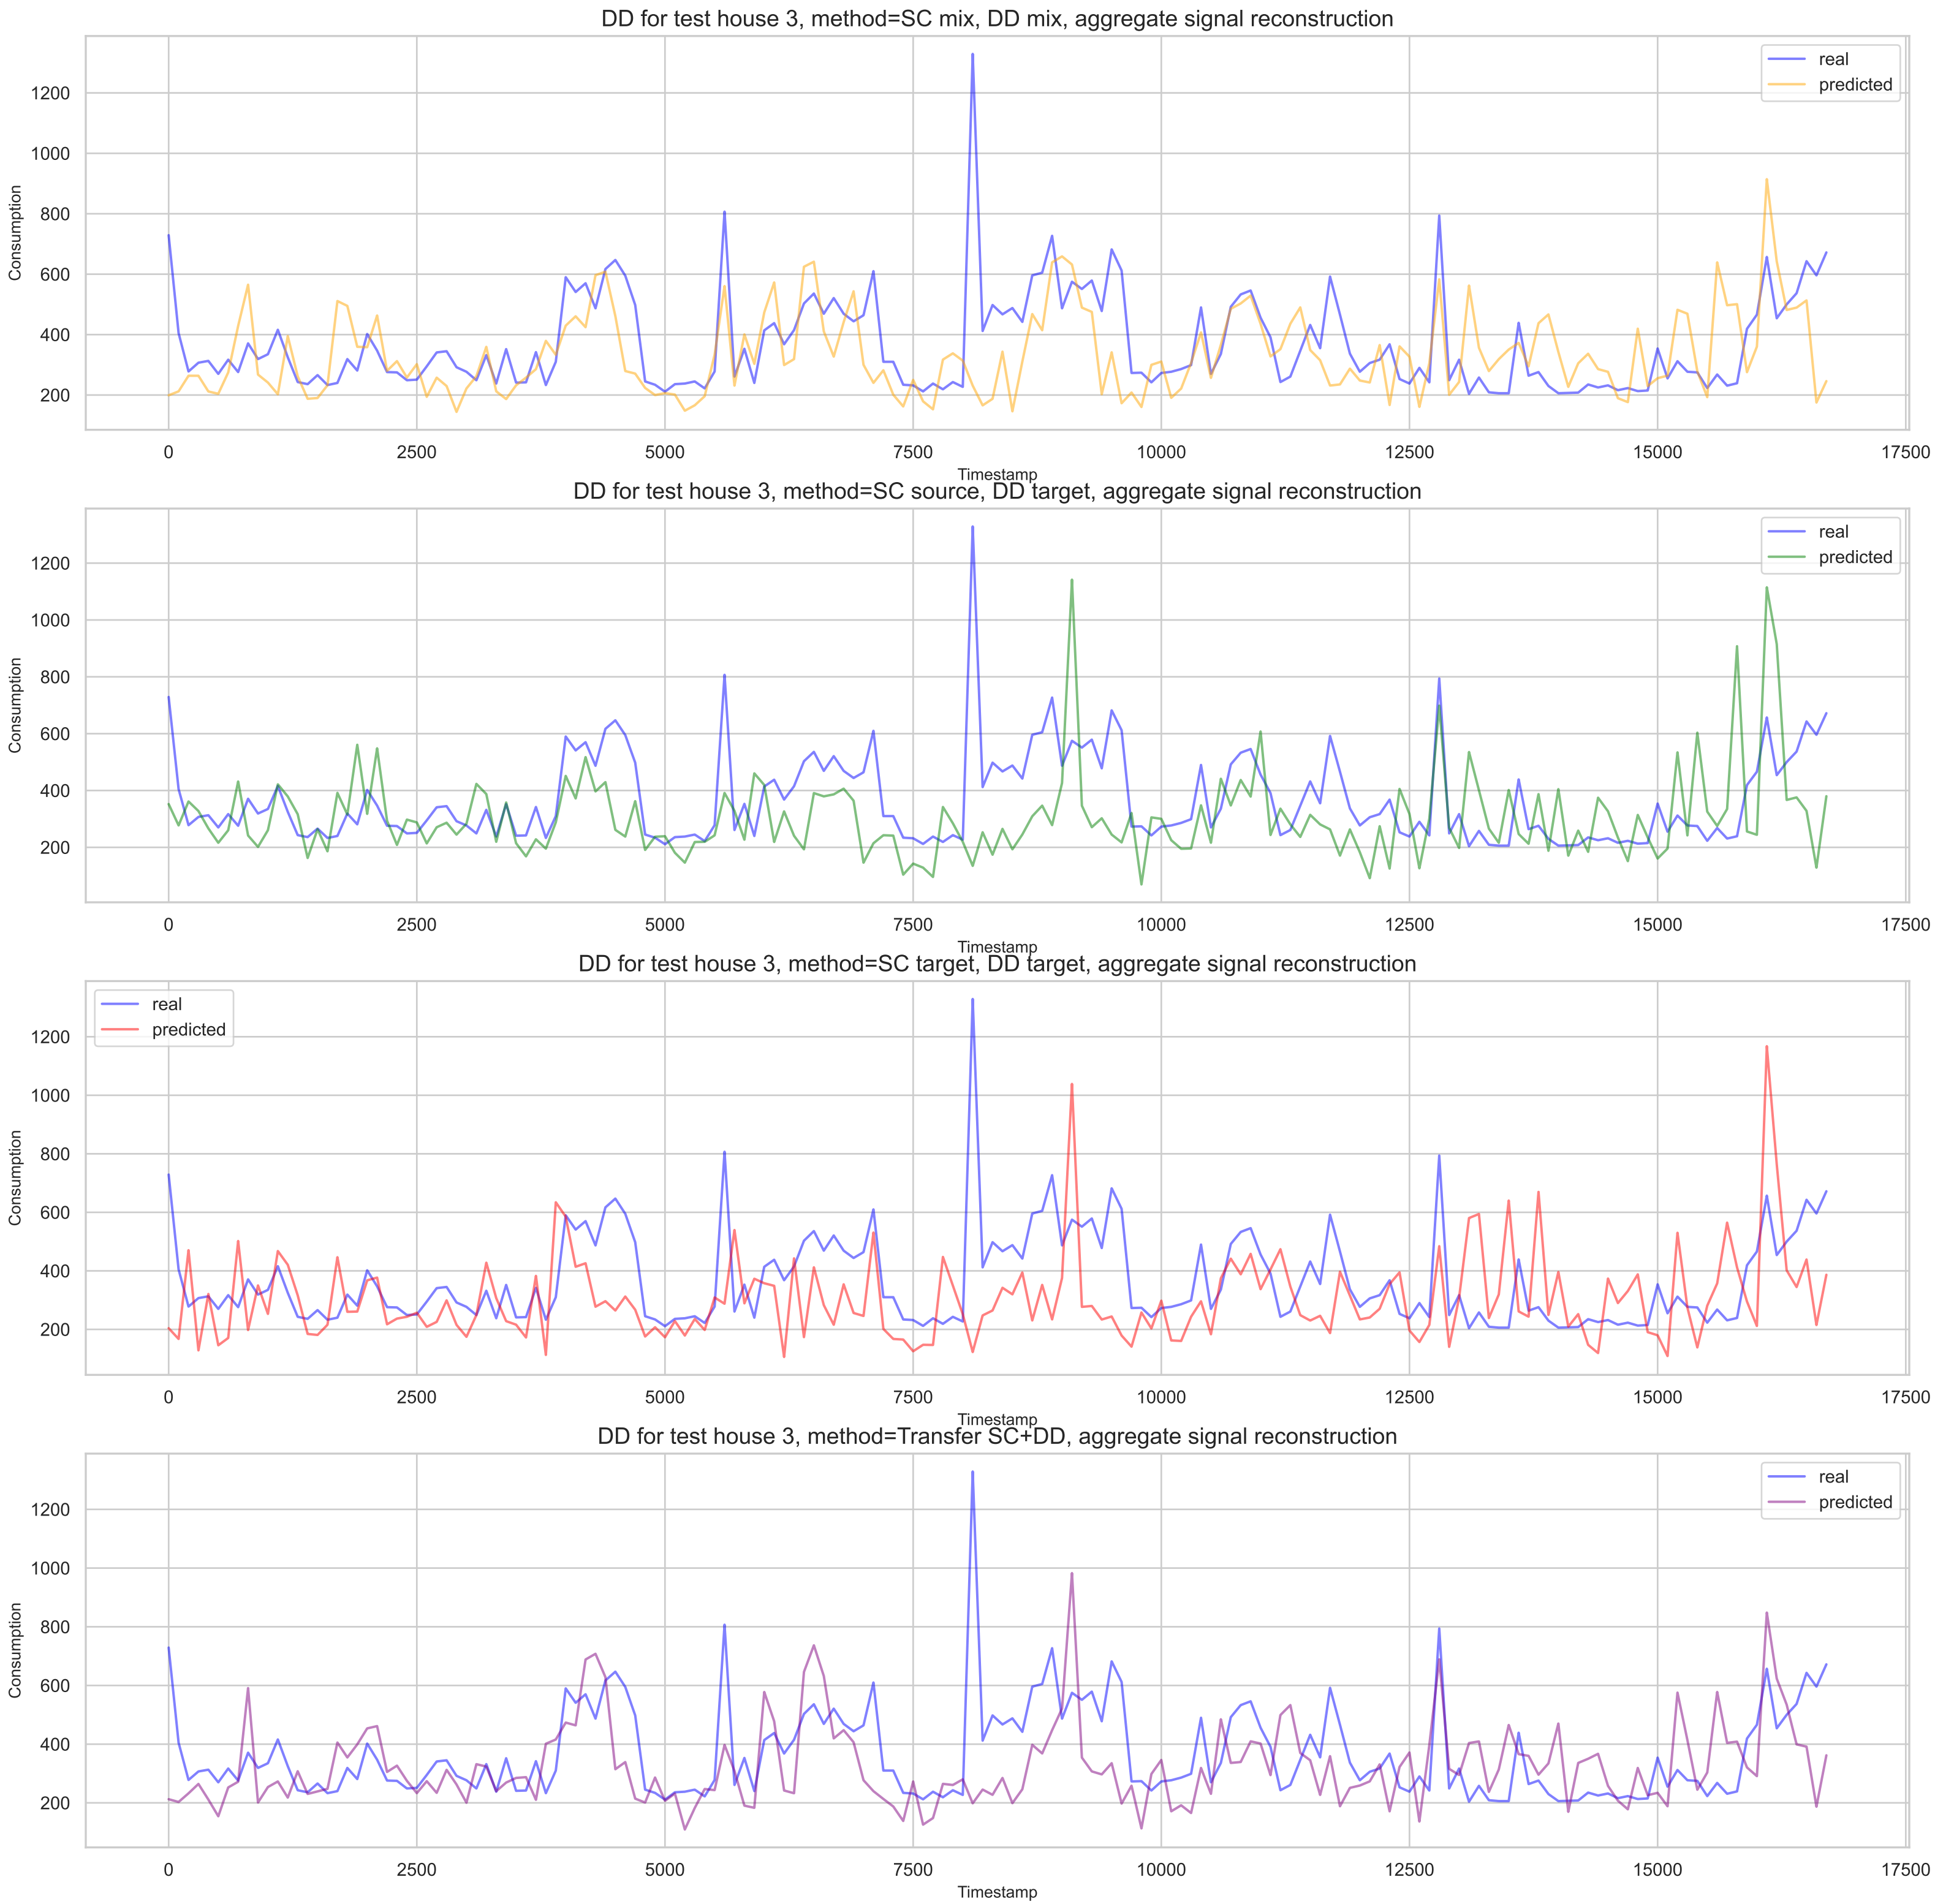 DD for test house 3, method=SC mix, DD mix, aggregate signal reconstruction
real
predicted
1200
1000
800
600
400
200
Consumption
0 2500 5000 7500 10000 12500 15000 17500
Timestamp
DD for test house 3, method=SC source, DD target, aggregate signal reconstruction
real
predicted
1200
1000
800
600
400
200
Consumption
0 2500 5000 7500 10000 12500 15000 17500
Timestamp
DD for test house 3, method=SC target, DD target, aggregate signal reconstruction
real
predicted
1200
1000
800
600
400
200
Consumption
0 2500 5000 7500 10000 12500 15000 17500
Timestamp
DD for test house 3, method=Transfer SC+DD, aggregate signal reconstruction
real
predicted
1200
1000
800
600
400
200
Consumption
0 2500 5000 7500 10000 12500 15000 17500
Timestamp